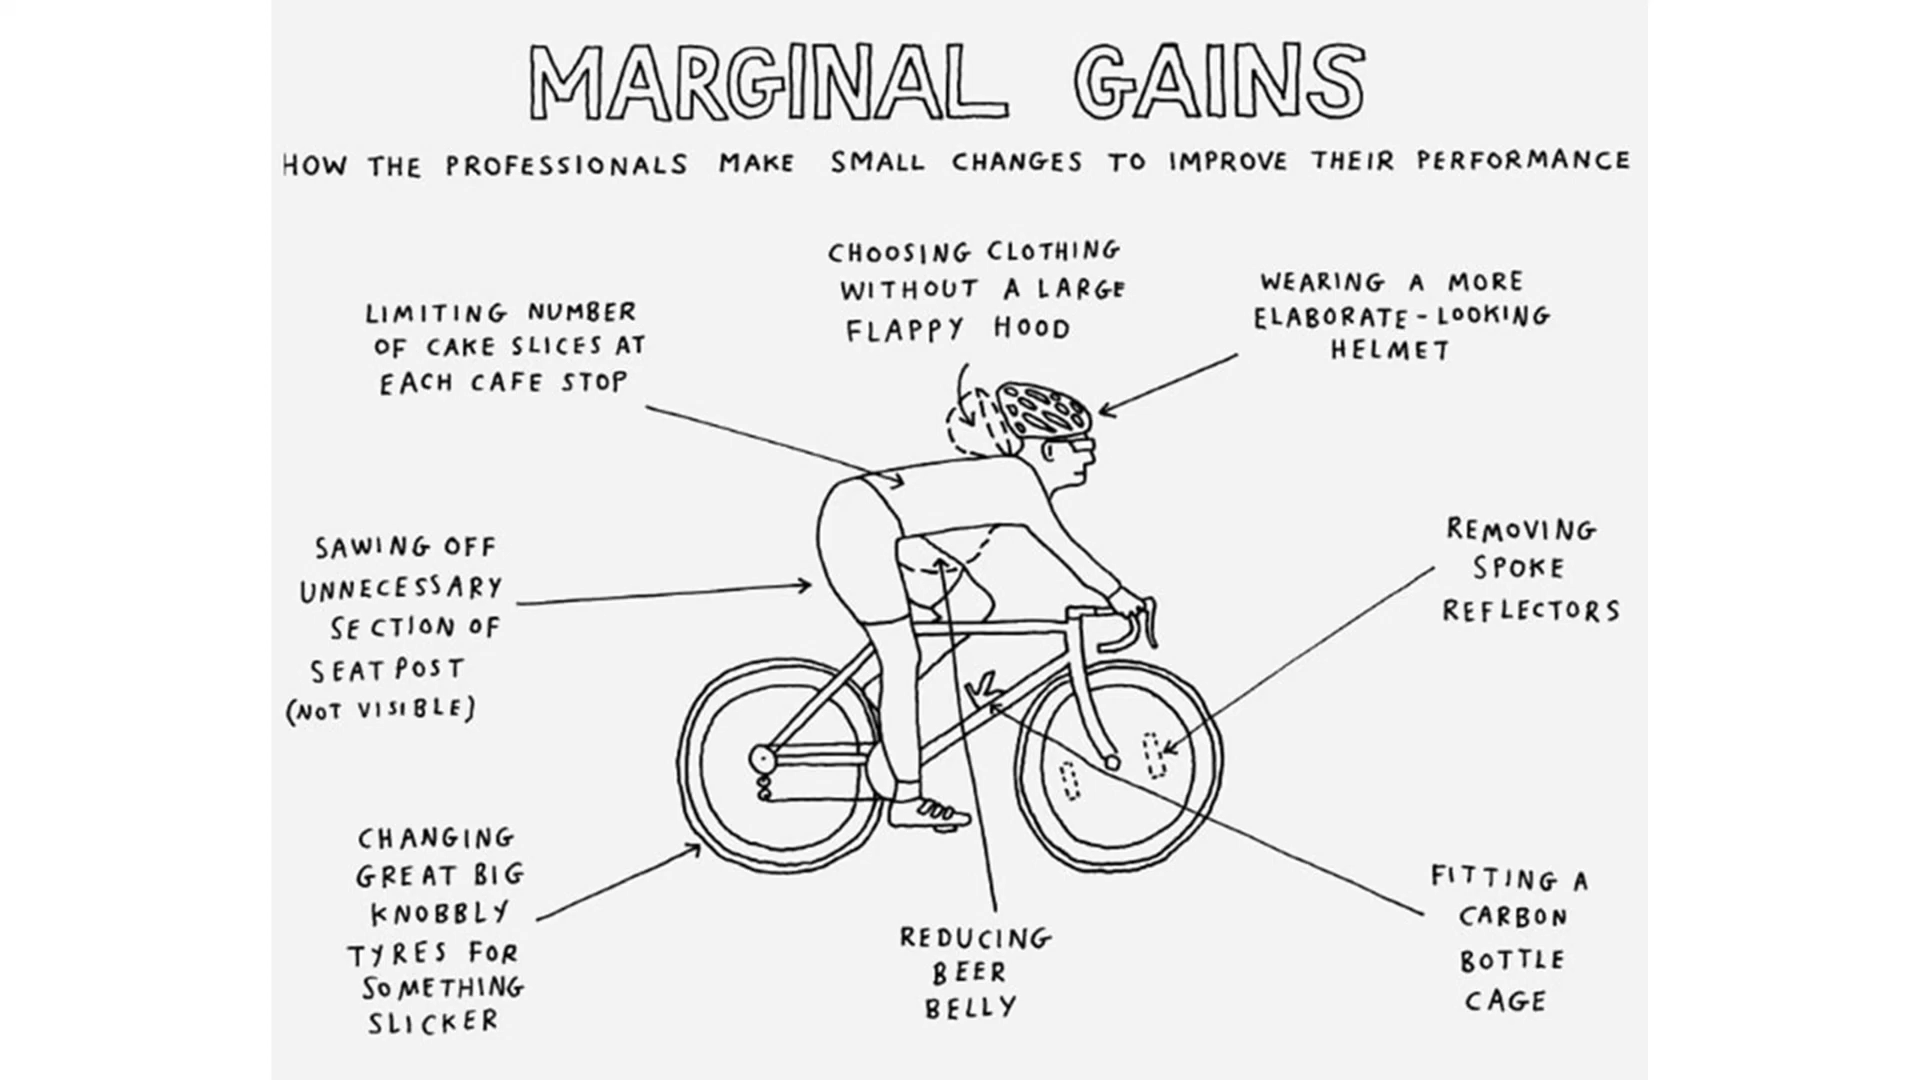 MARGINAL GAINS
HOW THE PROFESSIONALS MAKE SMALL CHANGES TO IMPROVE THEIR PERFORMANCE
LIMITING NUMBER
OF CAKE SLICES AT
EACH CAFE STOP
CHOOSING CLOTHING
WITHOUT A LARGE
FLAPPY HOOD
WEARING A MORE
ELABORATE-LOOKING
HELMET
SAWING OFF
UNNECESSARY
SECTION OF
SEAT POST
(NOT VISIBLE)
REMOVING
SPOKE
REFLECTORS
CHANGING
GREAT BIG
KNOBBLY
TYRES FOR
SOMETHING
SLICKER
REDUCING
BEER
BELLY
FITTING A
CARBON
BOTTLE
CAGE